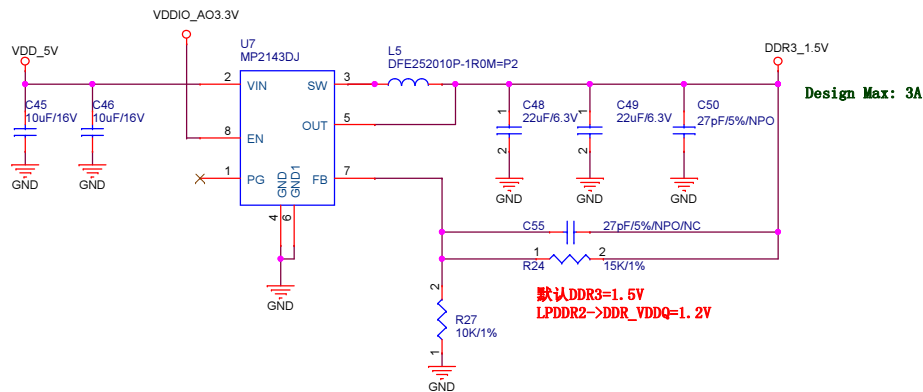 VDDIO_AO3.3V
VDD_5V
U7
MP2143DJ
L5
DFE252010P-1R0M=P2
DDR3_1.5V
Design Max: 3A
2
VIN
SW
3
C45
10uF/16V
C46
10uF/16V
8
EN
OUT
5
1
C48
22uF/6.3V
2
1
C49
22uF/6.3V
2
C50
27pF/5%/NPO
1
PG
GND
GND1
FB
7
4
6
GND
GND
GND
GND
GND
C55
27pF/5%/NPO/NC
1
2
R24
15K/1%
GND
默认DDR3=1.5V
LPDDR2->DDR_VDDQ=1.2V
2
R27
10K/1%
1
GND